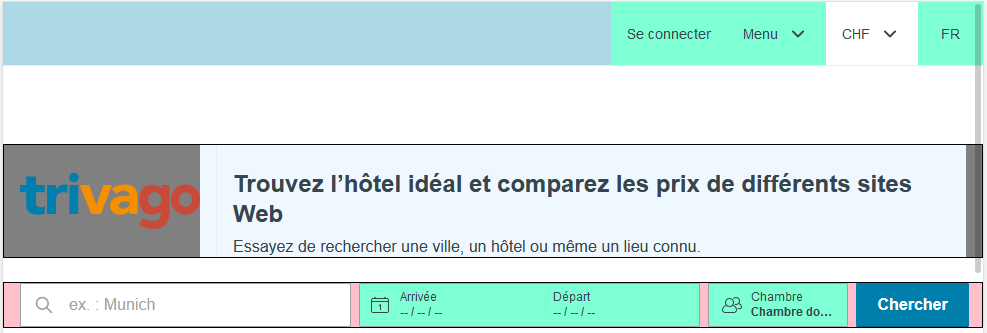 Se connecter Menu CHF FR
trivago
Trouvez l’hôtel idéal et comparez les prix de différents sites
Web
Essayez de rechercher une ville, un hôtel ou même un lieu connu.
ex. : Munich
Arrivée Départ
-- / -- / -- -- / -- / --
Chambre
Chambre do...
Chercher